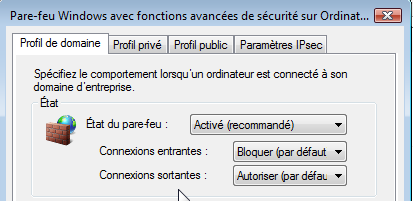 Pare-feu Windows avec fonctions avancées de sécurité sur Ordinat...
Profil de domaine Profil privé Profil public Paramètres IPsec
Spécifiez le comportement lorsqu'un ordinateur est connecté à son
domaine d'entreprise.
État
État du pare-feu : Activé (recommandé)
Connexions entrantes : Bloquer (par défaut
Connexions sortantes : Autoriser (par défau